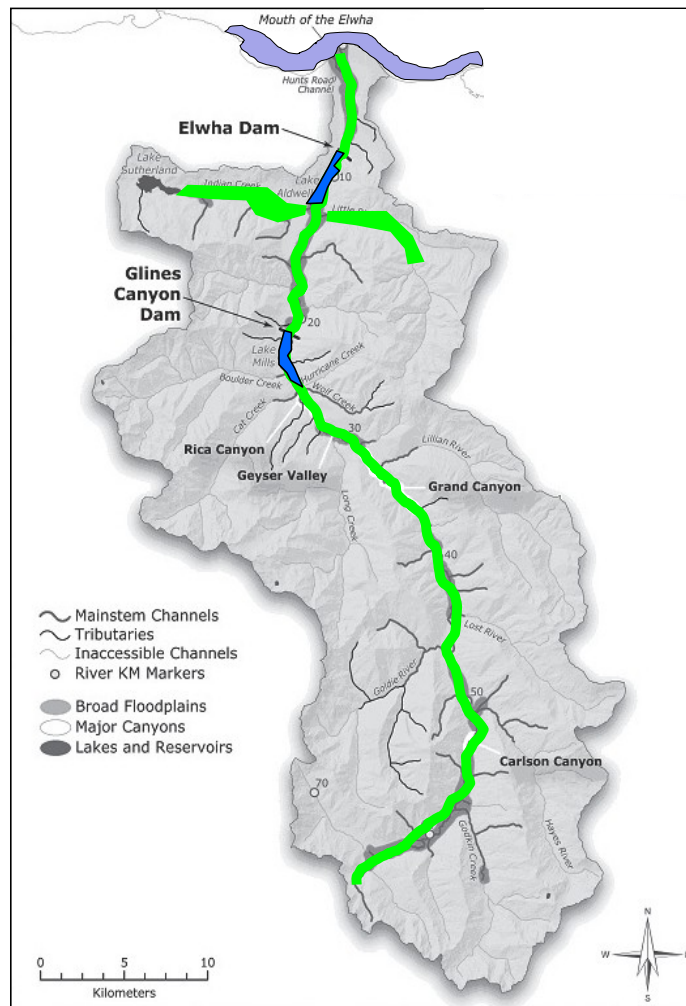 Mouth of the Elwha
Hunts Road
Channel
Elwha Dam
Lake
Sutherland
Indian Creek
Lake
Aldwell
10
Little
Glines
Canyon
Dam
20
Lake
Mills
Hurricane Creek
Boulder Creek
Wolf Creek
Cat Creek
Rica Canyon
30
Geyser Valley
Lillian River
Grand Canyon
Long Creek
40
Mainstem Channels
Tributaries
Inaccessible Channels
River KM Markers
Lost River
Goldie River
Broad Floodplains
Major Canyons
Lakes and Reservoirs
50
Carlson Canyon
70
Godkin Creek
Hayes River
0 5 10
Kilometers
N
W
E
S